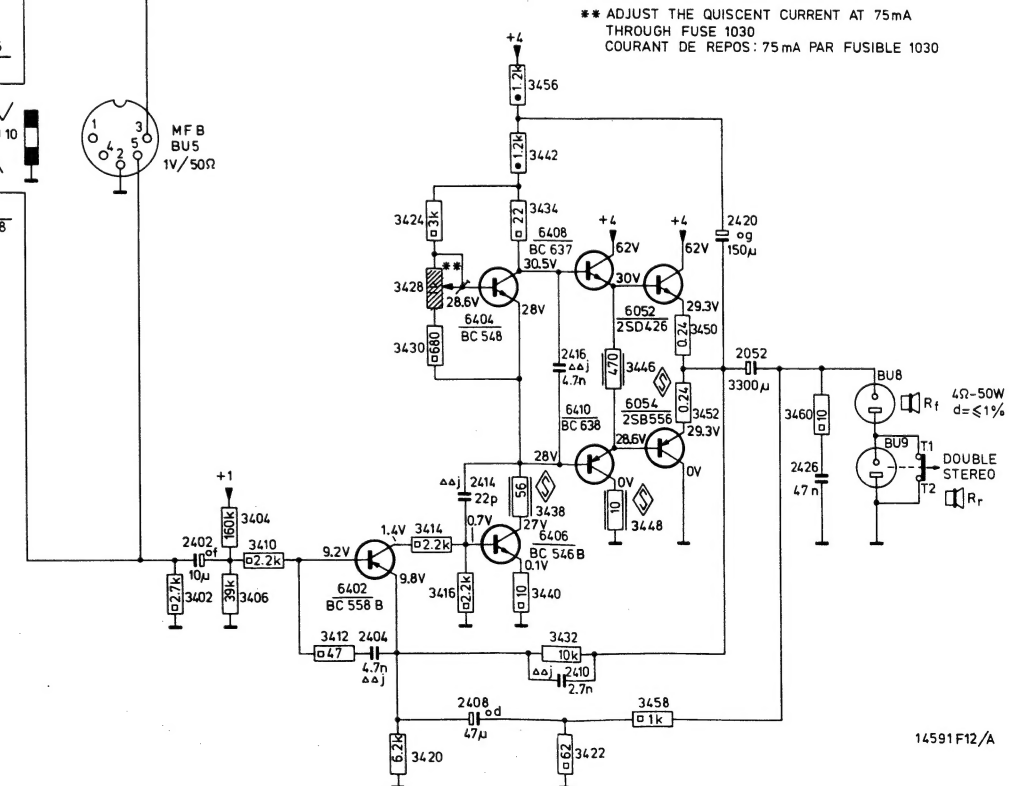 ** ADJUST THE QUISCENT CURRENT AT 75mA
THROUGH FUSE 1030
COURANT DE REPOS: 75mA PAR FUSIBLE 1030
+4
1.2k
3456
10
1
3
4
5
2
MFB
BU5
1V/50Ω
1.2k
3442
8
3424
3k
3434
22
6408
BC 637
+4
+4
2420
og
150µ
62V
62V
30.5V
**
3428
28.6V
30V
28V
6404
BC 548
6052
2SD426
29.3V
0.24
3450
3430
680
2416
△△j
4.7n
470
3446
2052
3300µ
BU8
Rf
4Ω-50W
d=≤1%
6410
BC 638
6054
2SB556
0.24
3452
3460
10
28.6V
29.3V
BU9
T1
DOUBLE
STEREO
T2
Rr
28V
0V
0V
2426
47n
+1
△△j
2414
22p
56
3438
10
3448
160k
3404
27V
1.4V
3414
2.2k
0.7V
6406
BC 546B
2402
of
10µ
3410
2.2k
9.2V
0.1V
9.8V
2.7k
3402
39k
3406
6402
BC 558 B
3416
2.2k
10
3440
3412
47
2404
4.7n
△△j
3432
10k
△△j
2410
2.7n
2408
od
47µ
3458
1k
6.2k
3420
62
3422
14591F12/A